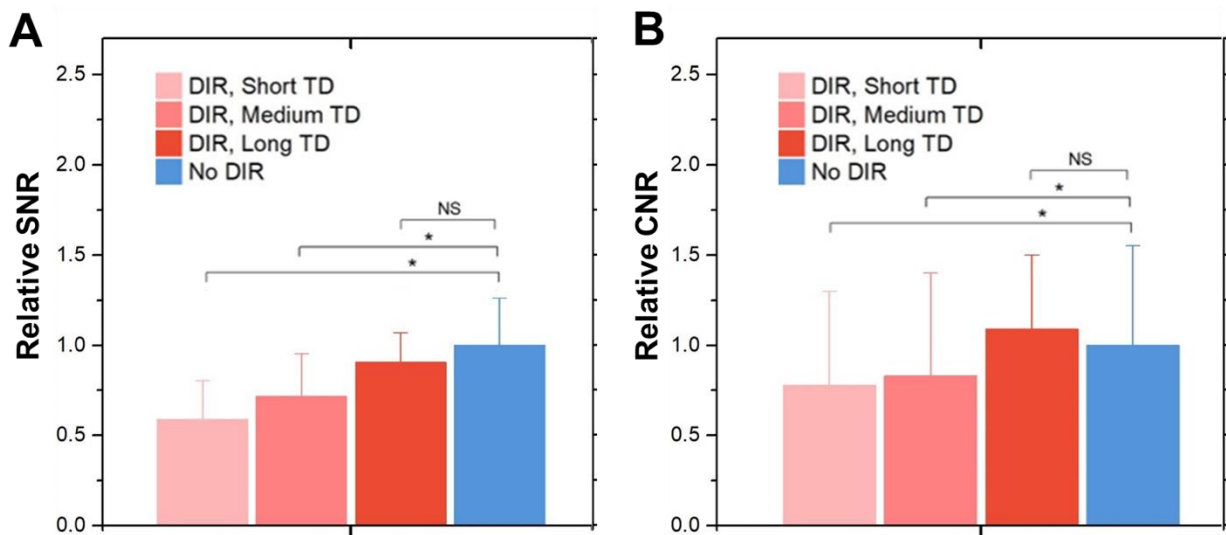 A
Relative SNR
2.5
2.0
1.5
1.0
0.5
0.0
DIR, Short TD
DIR, Medium TD
DIR, Long TD
No DIR
NS
*
*
B
Relative CNR
2.5
2.0
1.5
1.0
0.5
0.0
DIR, Short TD
DIR, Medium TD
DIR, Long TD
No DIR
NS
*
*